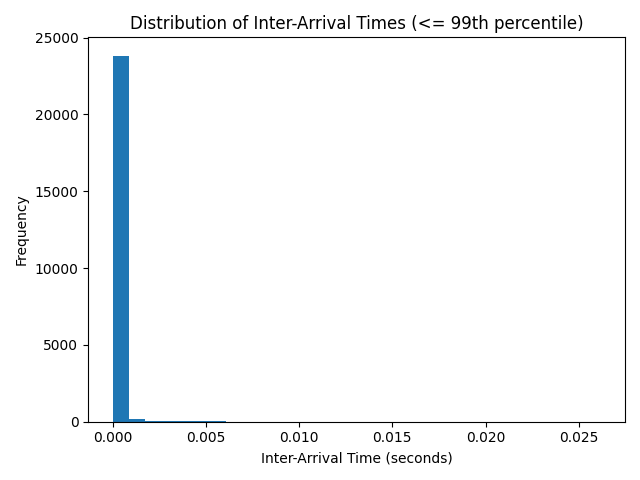 Distribution of Inter-Arrival Times (<= 99th percentile)
25000
20000
15000
10000
5000
0
Frequency
0.000 0.005 0.010 0.015 0.020 0.025
Inter-Arrival Time (seconds)